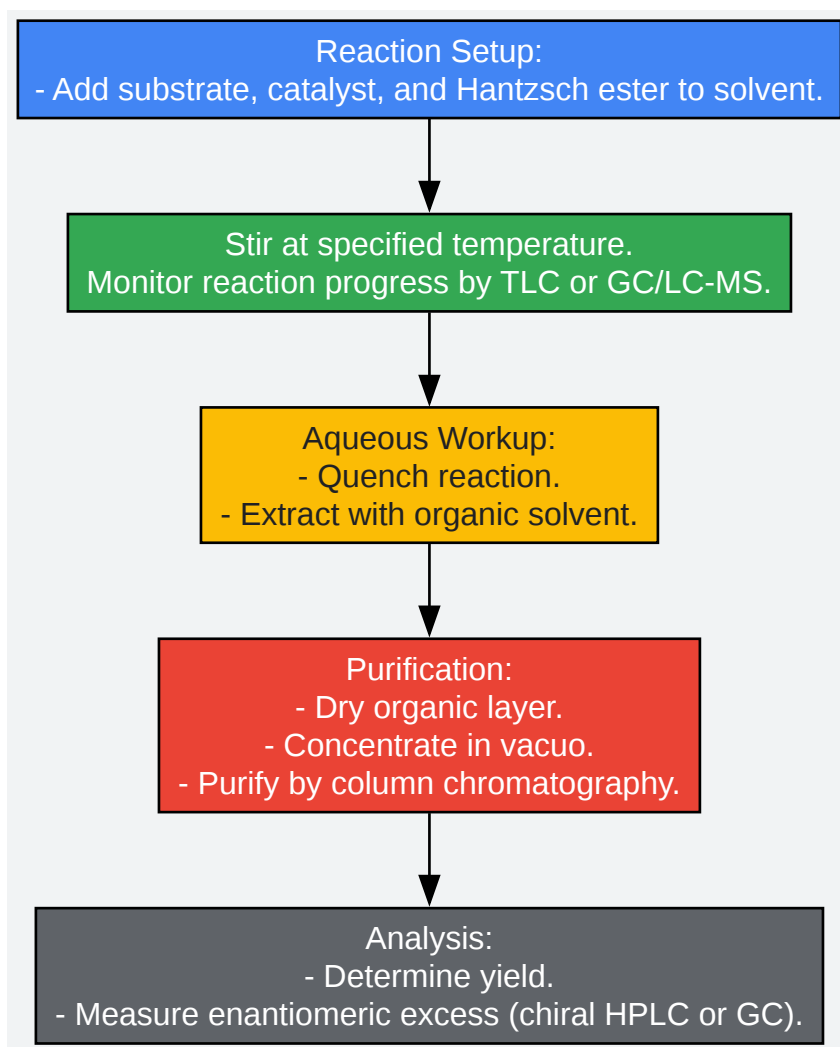 Reaction Setup:
- Add substrate, catalyst, and Hantzsch ester to solvent.
Stir at specified temperature.
Monitor reaction progress by TLC or GC/LC-MS.
Aqueous Workup:
- Quench reaction.
- Extract with organic solvent.
Purification:
- Dry organic layer.
- Concentrate in vacuo.
- Purify by column chromatography.
Analysis:
- Determine yield.
- Measure enantiomeric excess (chiral HPLC or GC).